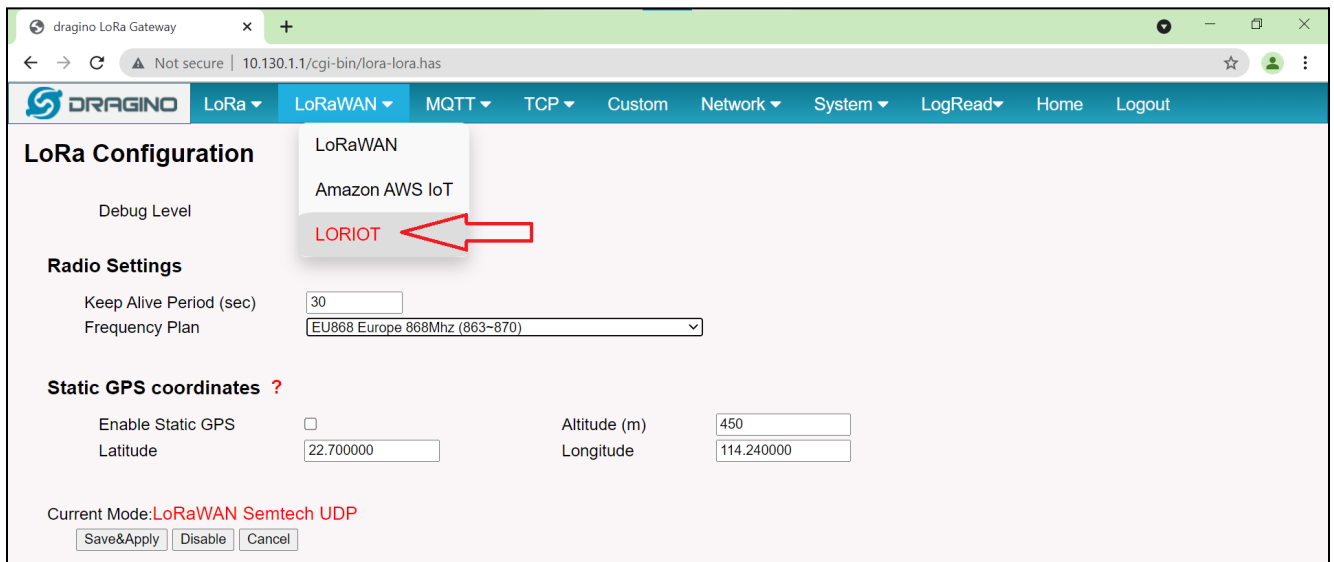 dragino LoRa Gateway
Not secure | 10.130.1.1/cgi-bin/lora-lora.has
DRAGINO LoRa LoRaWAN MQTT TCP Custom Network System LogRead Home Logout
LoRaWAN
Amazon AWS IoT
LORIOT
LoRa Configuration
Debug Level
Radio Settings
Keep Alive Period (sec) 30
Frequency Plan EU868 Europe 868Mhz (863~870)
Static GPS coordinates ?
Enable Static GPS Altitude (m) 450
Latitude 22.700000 Longitude 114.240000
Current Mode:LoRaWAN Semtech UDP
Save&Apply Disable Cancel